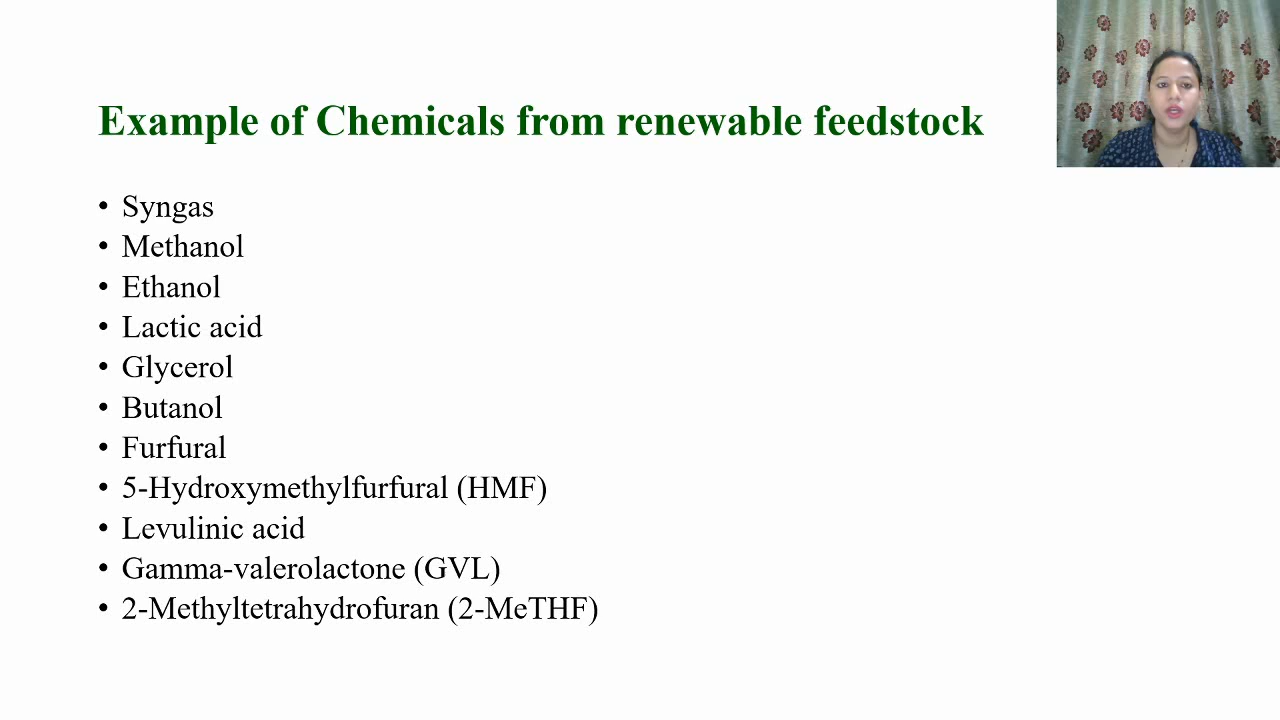 Example of Chemicals from renewable feedstock
• Syngas
• Methanol
• Ethanol
• Lactic acid
• Glycerol
• Butanol
• Furfural
• 5-Hydroxymethylfurfural (HMF)
• Levulinic acid
• Gamma-valerolactone (GVL)
• 2-Methyltetrahydrofuran (2-MeTHF)